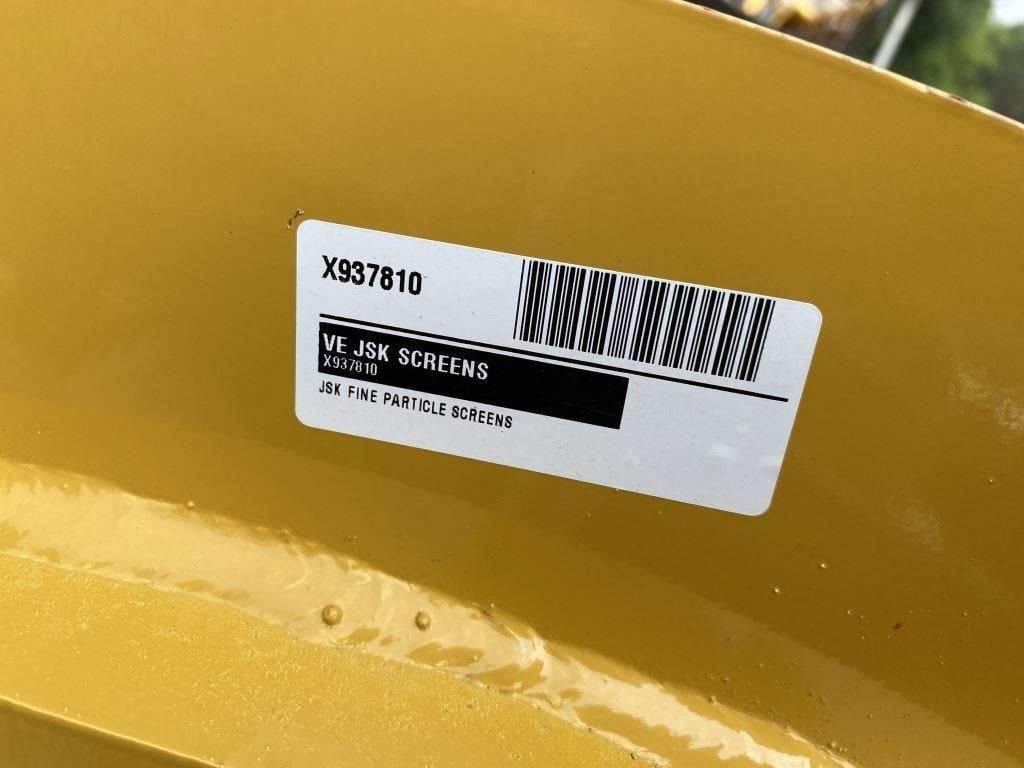 X937810
VE JSK SCREENS
X937810
JSK FINE PARTICLE SCREENS